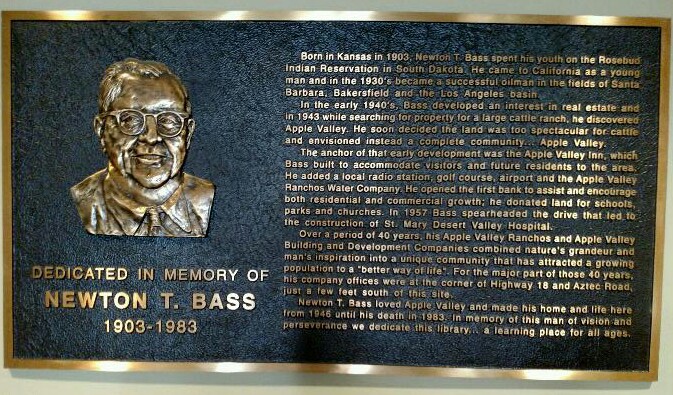 Born in Kansas in 1903, Newton T. Bass spent his youth on the Rosebud
Indian Reservation in South Dakota. He came to California as a young
man and in the 1930's became a successful oilman in the fields of Santa
Barbara, Bakersfield and the Los Angeles basin.
In the early 1940's, Bass developed an interest in real estate and
in 1943 while searching for property for a large cattle ranch, he discovered
Apple Valley. He soon decided the land was too spectacular for cattle
and envisioned instead a complete community... Apple Valley.
The anchor of that early development was the Apple Valley Inn, which
Bass built to accommodate visitors and future residents to the area.
He added a local radio station, golf course, airport and the Apple Valley
Ranchos Water Company. He opened the first bank to assist and encourage
both residential and commercial growth; he donated land for schools,
parks and churches. In 1957 Bass spearheaded the drive that led to
the construction of St. Mary Desert Valley Hospital.
Over a period of 40 years, his Apple Valley Ranchos and Apple Valley
Building and Development Companies combined nature's grandeur and
man's inspiration into a unique community that has attracted a growing
population to a "better way of life". For the major part of those 40 years,
his company offices were at the corner of Highway 18 and Aztec Road,
just a few feet south of this site.
Newton T. Bass loved Apple Valley and made his home and life here
from 1946 until his death in 1983. In memory of this man of vision and
perseverance we dedicate this library... a learning place for all ages.
DEDICATED IN MEMORY OF
NEWTON T. BASS
1903-1983